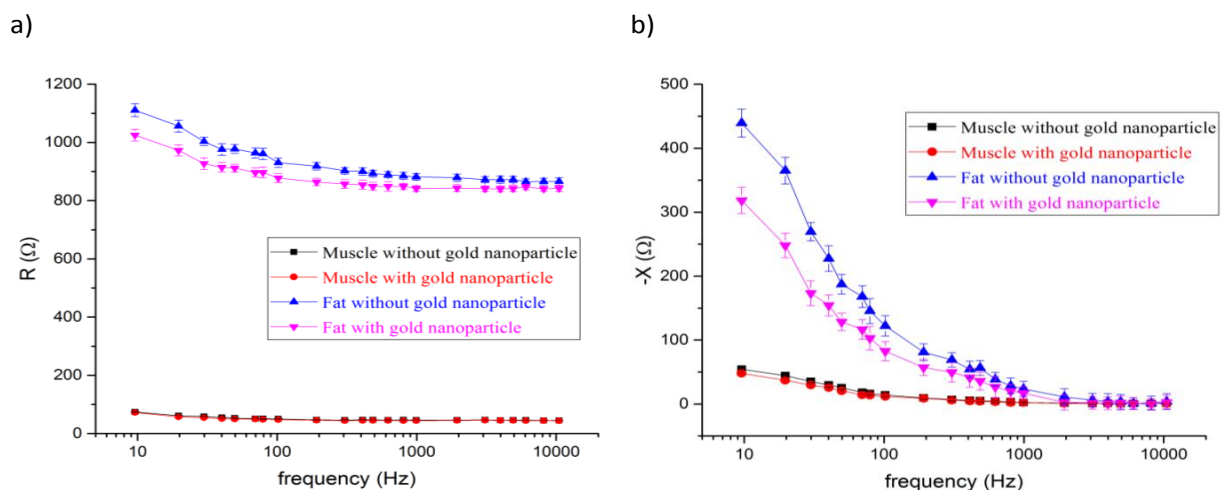 a)
b)
1200
1000
800
600
400
200
0
R (Ω)
Muscle without gold nanoparticle
Muscle with gold nanoparticle
Fat without gold nanoparticle
Fat with gold nanoparticle
10
100
1000
10000
frequency (Hz)
500
400
300
200
100
0
-X (Ω)
Muscle without gold nanoparticle
Muscle with gold nanoparticle
Fat without gold nanoparticle
Fat with gold nanoparticle
10
100
1000
10000
frequency (Hz)